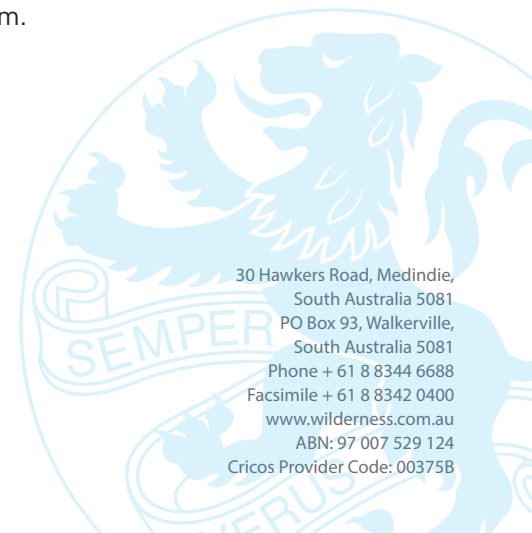 m.
30 Hawkers Road, Medindie,
South Australia 5081
PO Box 93, Walkerville,
South Australia 5081
Phone + 61 8 8344 6688
Facsimile + 61 8 8342 0400
www.wilderness.com.au
ABN: 97 007 529 124
Cricos Provider Code: 00375B
SEMPER